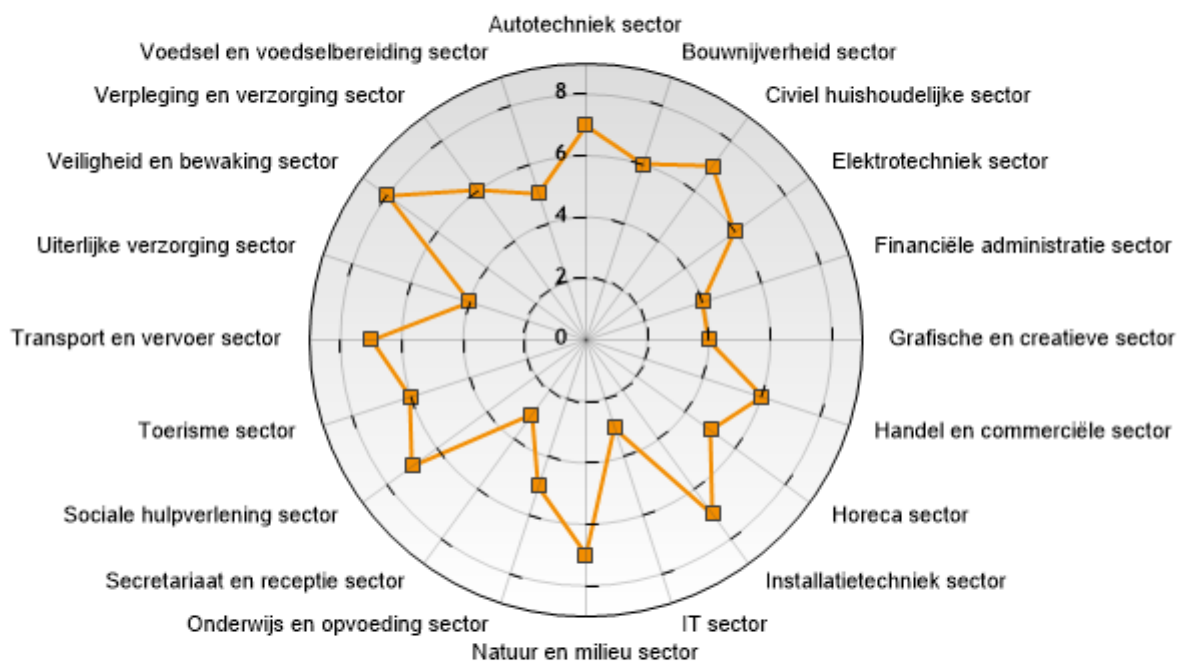 Autotechniek sector
Bouwnijverheid sector
Civiel huishoudelijke sector
Elektrotechniek sector
Financiële administratie sector
Grafische en creatieve sector
Handel en commerciële sector
Horeca sector
Installatietechniek sector
IT sector
Natuur en milieu sector
Onderwijs en opvoeding sector
Secretariaat en receptie sector
Sociale hulpverlening sector
Toerisme sector
Transport en vervoer sector
Uiterlijke verzorging sector
Veiligheid en bewaking sector
Verpleging en verzorging sector
Voedsel en voedselbereiding sector
8
6
4
2
0